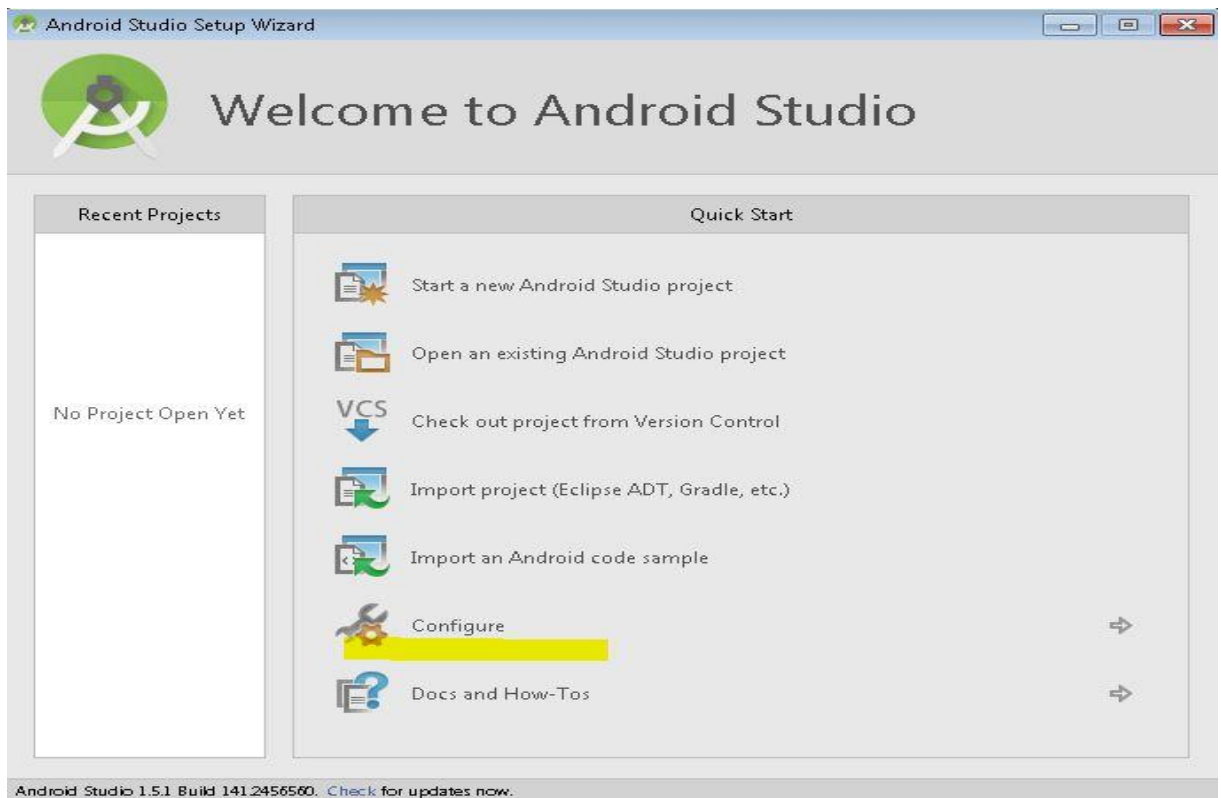 Android Studio Setup Wizard
Welcome to Android Studio
Recent Projects
No Project Open Yet
Quick Start
Start a new Android Studio project
Open an existing Android Studio project
VCS
Check out project from Version Control
Import project (Eclipse ADT, Gradle, etc.)
Import an Android code sample
Configure
Docs and How-Tos
Android Studio 1.5.1 Build 141.2456560. Check for updates now.